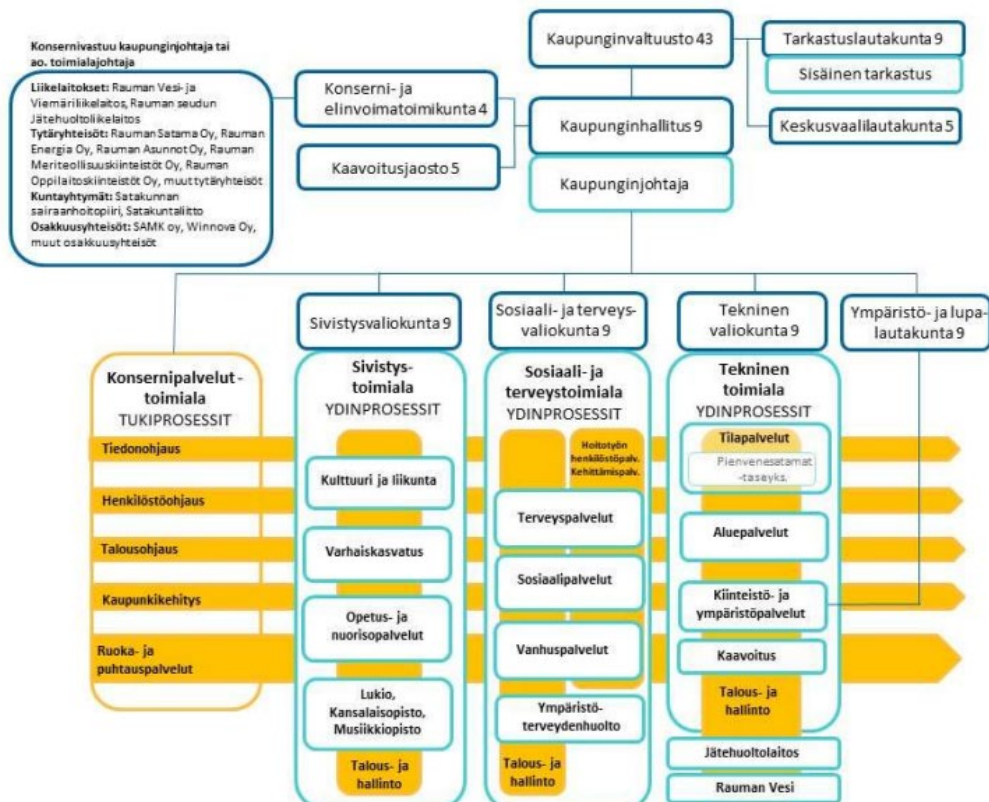 Konsernivastuu kaupunginjohtaja tai
ao. toimialajohtaja
Liikelaitokset: Rauman Vesi- ja
Viemäriliikelaitos, Rauman seudun
Jätehuoltoliikelaitos
Tytäryhteisöt: Rauman Satama Oy, Rauman
Energia Oy, Rauman Asunnot Oy, Rauman
Meriteollisuuskiinteistöt Oy, Rauman
Oppilaitoskiinteistöt Oy, muut tytäryhteisöt
Kuntayhtymät: Satakunnan
sairaanhoitopiiri, Satakuntaliitto
Osakkuusyhteisöt: SAMK oy, Winnova Oy,
muut osakkuusyhteisöt
Konserni- ja
elinvoimatoimikunta 4
Kaavoitusjaosto 5
Kaupunginvaltuusto 43
Kaupunginhallitus 9
Kaupunginjohtaja
Tarkastuslautakunta 9
Sisäinen tarkastus
Keskusvaalilautakunta 5
Sivistysvaliokunta 9
Sosiaali- ja terveys-
valiokunta 9
Tekninen
valiokunta 9
Ympäristö- ja lupa-
lautakunta 9
Konsernipalvelut -
toimiala
TUKIPROSESSIT
Tiedonohjaus
Henkilöstöohjaus
Talousohjaus
Kaupunkikehitys
Ruoka- ja
puhtauspalvelut
Sivistys-
toimiala
YDINPROSESSIT
Kulttuuri ja liikunta
Varhaiskasvatus
Opetus- ja
nuorisopalvelut
Lukio,
Kansalaisopisto,
Musiikkiopisto
Talous- ja
hallinto
Sosiaali- ja
terveystoimiala
YDINPROSESSIT
Hoitotyön
henkilöstöpalv.
Kehittämispalv.
Terveyspalvelut
Sosiaalipalvelut
Vanhuspalvelut
Ympäristö-
terveydenhuolto
Talous- ja
hallinto
Tekninen
toimiala
YDINPROSESSIT
Tilapalvelut
Pienvenesatamat
-taseyks.
Aluepalvelut
Kiinteistö- ja
ympäristöpalvelut
Kaavoitus
Talous- ja
hallinto
Jätehuoltolaitos
Rauman Vesi